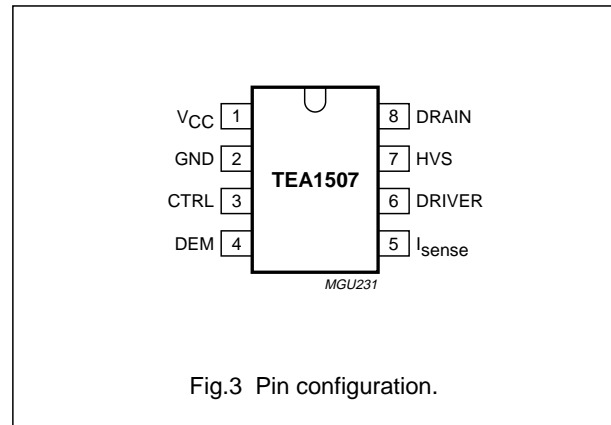 VCC 1 8 DRAIN
GND 2 7 HVS
TEA1507
CTRL 3 6 DRIVER
DEM 4 5 Isense
MGU231
Fig.3 Pin configuration.